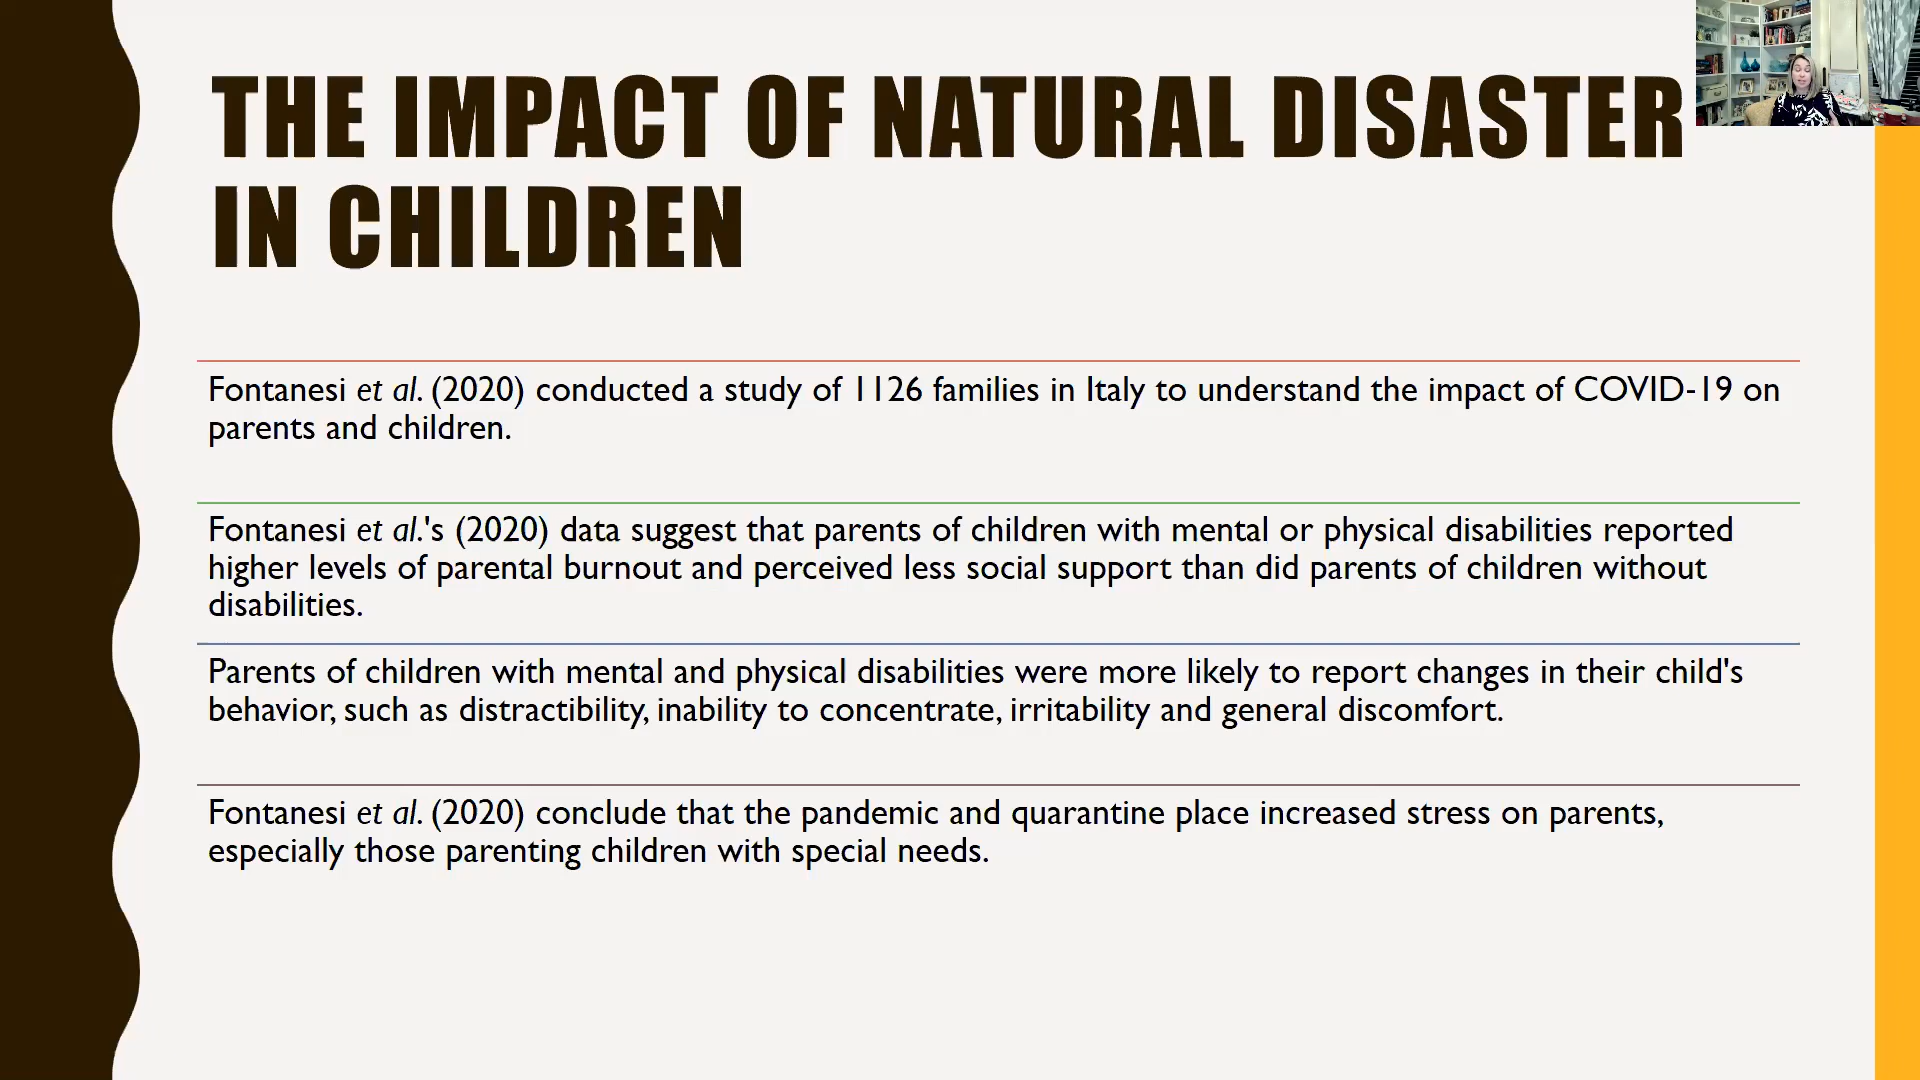 THE IMPACT OF NATURAL DISASTER
IN CHILDREN
Fontanesi et al. (2020) conducted a study of 1126 families in Italy to understand the impact of COVID-19 on
parents and children.
Fontanesi et al.'s (2020) data suggest that parents of children with mental or physical disabilities reported
higher levels of parental burnout and perceived less social support than did parents of children without
disabilities.
Parents of children with mental and physical disabilities were more likely to report changes in their child's
behavior, such as distractibility, inability to concentrate, irritability and general discomfort.
Fontanesi et al. (2020) conclude that the pandemic and quarantine place increased stress on parents,
especially those parenting children with special needs.